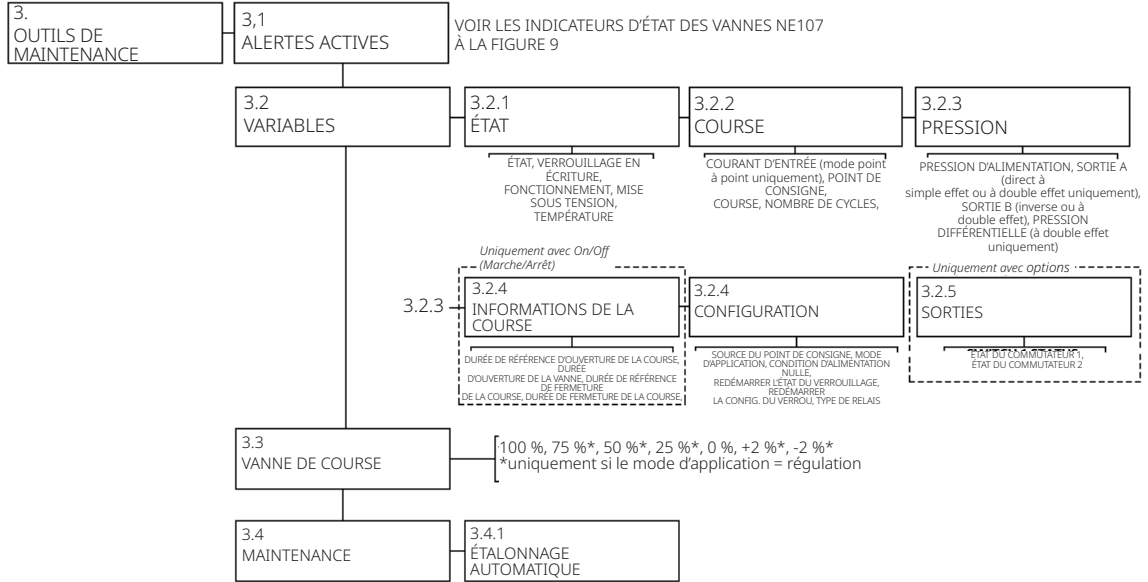 3.
OUTILS DE
MAINTENANCE
3,1
ALERTES ACTIVES
VOIR LES INDICATEURS D'ÉTAT DES VANNES NE107
À LA FIGURE 9
3.2
VARIABLES
3.2.1
ÉTAT
3.2.2
COURSE
3.2.3
PRESSION
ÉTAT, VERROUILLAGE EN
ÉCRITURE,
FONCTIONNEMENT, MISE
SOUS TENSION,
TEMPÉRATURE
COURANT D'ENTRÉE (mode point
à point uniquement), POINT DE
CONSIGNE,
COURSE, NOMBRE DE CYCLES,
PRESSION D'ALIMENTATION, SORTIE A
(direct à
simple effet ou à double effet uniquement),
SORTIE B (inverse ou à
double effet), PRESSION
DIFFÉRENTIELLE (à double effet
uniquement)
Uniquement avec On/Off
(Marche/Arrêt)
3.2.3
3.2.4
INFORMATIONS DE LA
COURSE
3.2.4
CONFIGURATION
Uniquement avec options
3.2.5
SORTIES
DURÉE DE RÉFÉRENCE D'OUVERTURE DE LA COURSE,
DURÉE
D'OUVERTURE DE LA VANNE, DURÉE DE RÉFÉRENCE
DE FERMETURE
DE LA COURSE, DURÉE DE FERMETURE DE LA COURSE,
SOURCE DU POINT DE CONSIGNE, MODE
D'APPLICATION, CONDITION D'ALIMENTATION
NULLE,
REDÉMARRER L'ÉTAT DU VERROUILLAGE,
REDÉMARRER
LA CONFIG. DU VERROU, TYPE DE RELAIS
ÉTAT DU COMMUTATEUR 1,
ÉTAT DU COMMUTATEUR 2
3.3
VANNE DE COURSE
100 %, 75 %*, 50 %*, 25 %*, 0 %, +2 %*, -2 %*
*uniquement si le mode d'application = régulation
3.4
MAINTENANCE
3.4.1
ÉTALONNAGE
AUTOMATIQUE